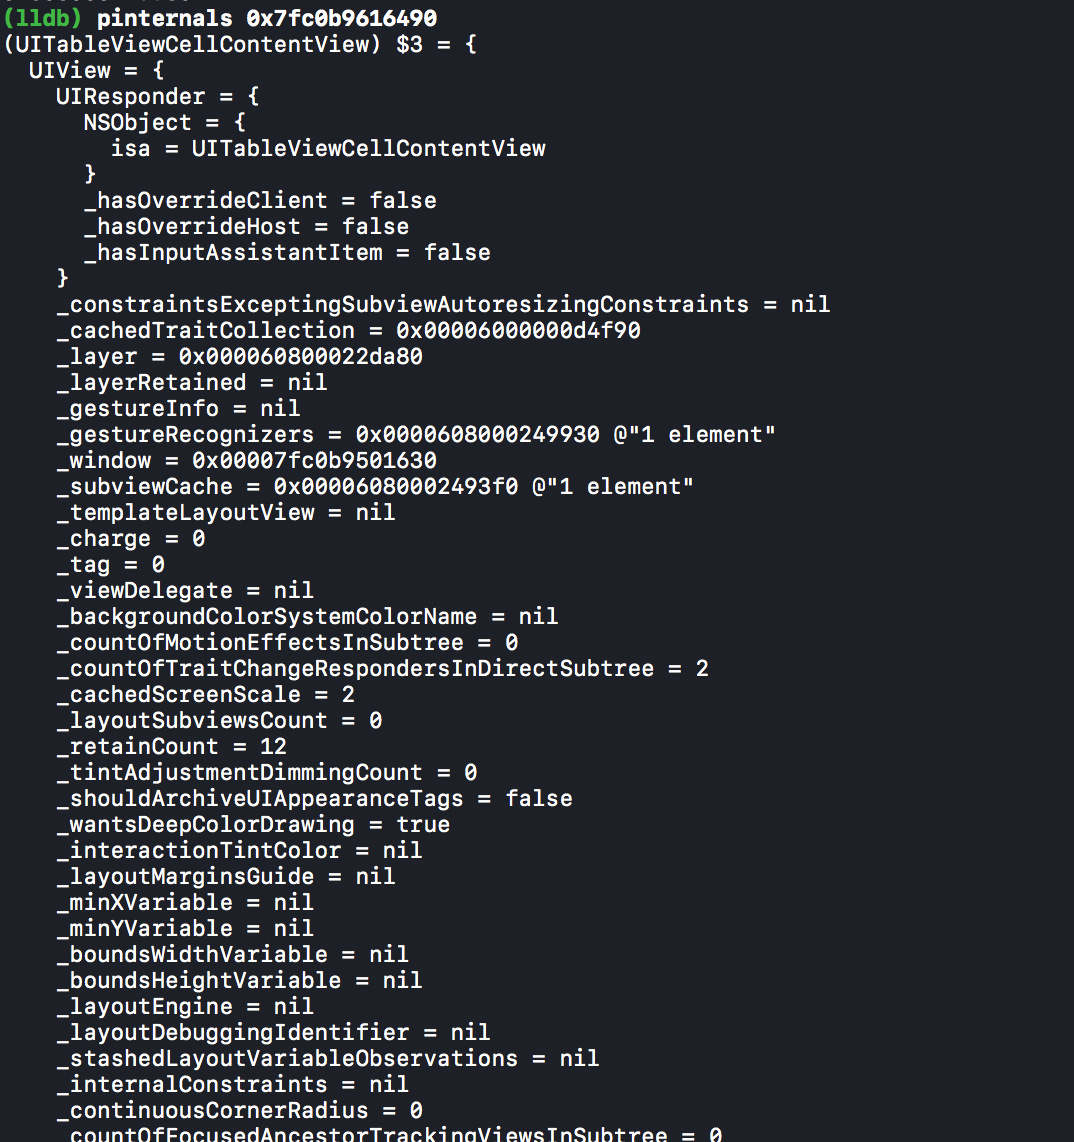 (lldb) pinternals 0x7fc0b9616490
(UITableViewCellContentView) $3 = {
  UIView = {
    UIResponder = {
      NSObject = {
        isa = UITableViewCellContentView
      }
      _hasOverrideClient = false
      _hasOverrideHost = false
      _hasInputAssistantItem = false
    }
    _constraintsExceptingSubviewAutoresizingConstraints = nil
    _cachedTraitCollection = 0x00006000000d4f90
    _layer = 0x000060800022da80
    _layerRetained = nil
    _gestureInfo = nil
    _gestureRecognizers = 0x0000608000249930 @"1 element"
    _window = 0x00007fc0b9501630
    _subviewCache = 0x00006080002493f0 @"1 element"
    _templateLayoutView = nil
    _charge = 0
    _tag = 0
    _viewDelegate = nil
    _backgroundColorSystemColorName = nil
    _countOfMotionEffectsInSubtree = 0
    _countOfTraitChangeRespondersInDirectSubtree = 2
    _cachedScreenScale = 2
    _layoutSubviewsCount = 0
    _retainCount = 12
    _tintAdjustmentDimmingCount = 0
    _shouldArchiveUIAppearanceTags = false
    _wantsDeepColorDrawing = true
    _interactionTintColor = nil
    _layoutMarginsGuide = nil
    _minXVariable = nil
    _minYVariable = nil
    _boundsWidthVariable = nil
    _boundsHeightVariable = nil
    _layoutEngine = nil
    _layoutDebuggingIdentifier = nil
    _stashedLayoutVariableObservations = nil
    _internalConstraints = nil
    _continuousCornerRadius = 0
    _countOfFocusedAncestorTrackingViewsInSubtree = 0